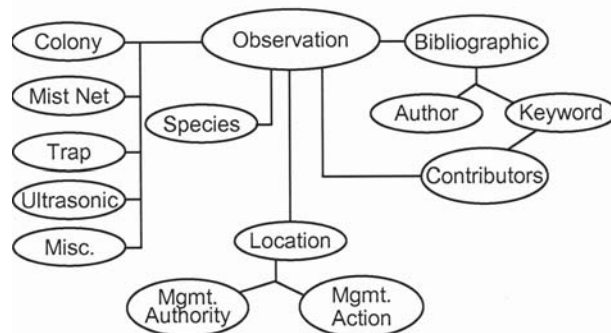 Colony
Observation
Bibliographic
Mist Net
Author
Keyword
Species
Trap
Contributors
Ultrasonic
Misc.
Location
Mgmt.
Authority
Mgmt.
Action